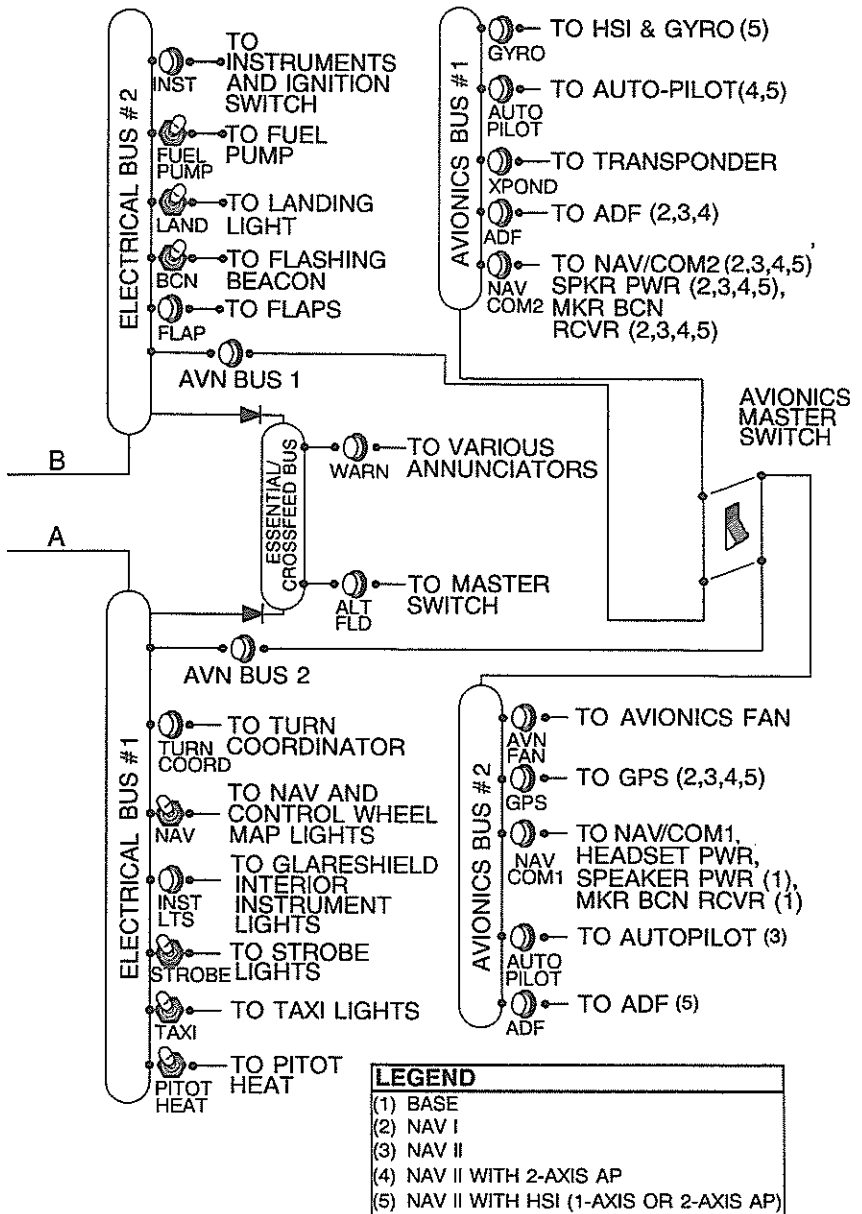 ELECTRICAL BUS #2
INST
TO
INSTRUMENTS
AND IGNITION
SWITCH
FUEL
PUMP
TO FUEL
PUMP
LAND
TO LANDING
LIGHT
BCN
TO FLASHING
BEACON
FLAP
TO FLAPS
AVN BUS 1
AVIONICS BUS #1
GYRO
TO HSI & GYRO (5)
AUTO
PILOT
TO AUTO-PILOT(4,5)
XPOND
TO TRANSPONDER
ADF
TO ADF (2,3,4)
NAV
COM2
TO NAV/COM2 (2,3,4,5)
SPKR PWR (2,3,4,5),
MKR BCN
RCVR (2,3,4,5)
AVIONICS
MASTER
SWITCH
B
A
ESSENTIAL/
CROSSFEED BUS
WARN
TO VARIOUS
ANNUNCIATORS
ALT
FLD
TO MASTER
SWITCH
ELECTRICAL BUS #1
AVN BUS 2
TURN
COORD
TO TURN
COORDINATOR
NAV
TO NAV AND
CONTROL WHEEL
MAP LIGHTS
INST
LTS
TO GLARESHIELD
INTERIOR
INSTRUMENT
LIGHTS
STROBE
TO STROBE
LIGHTS
TAXI
TO TAXI LIGHTS
PITOT
HEAT
TO PITOT
HEAT
AVIONICS BUS #2
AVN
FAN
TO AVIONICS FAN
GPS
TO GPS (2,3,4,5)
NAV
COM1
TO NAV/COM1,
HEADSET PWR,
SPEAKER PWR (1),
MKR BCN RCVR (1)
AUTO
PILOT
TO AUTOPILOT (3)
ADF
TO ADF (5)
LEGEND
(1) BASE
(2) NAV I
(3) NAV II
(4) NAV II WITH 2-AXIS AP
(5) NAV II WITH HSI (1-AXIS OR 2-AXIS AP)